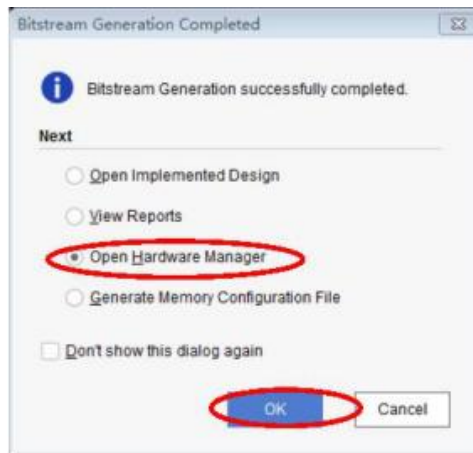 Bitstream Generation Completed
Bitstream Generation successfully completed.
Next
Open Implemented Design
View Reports
Open Hardware Manager
Generate Memory Configuration File
Don't show this dialog again
OK
Cancel